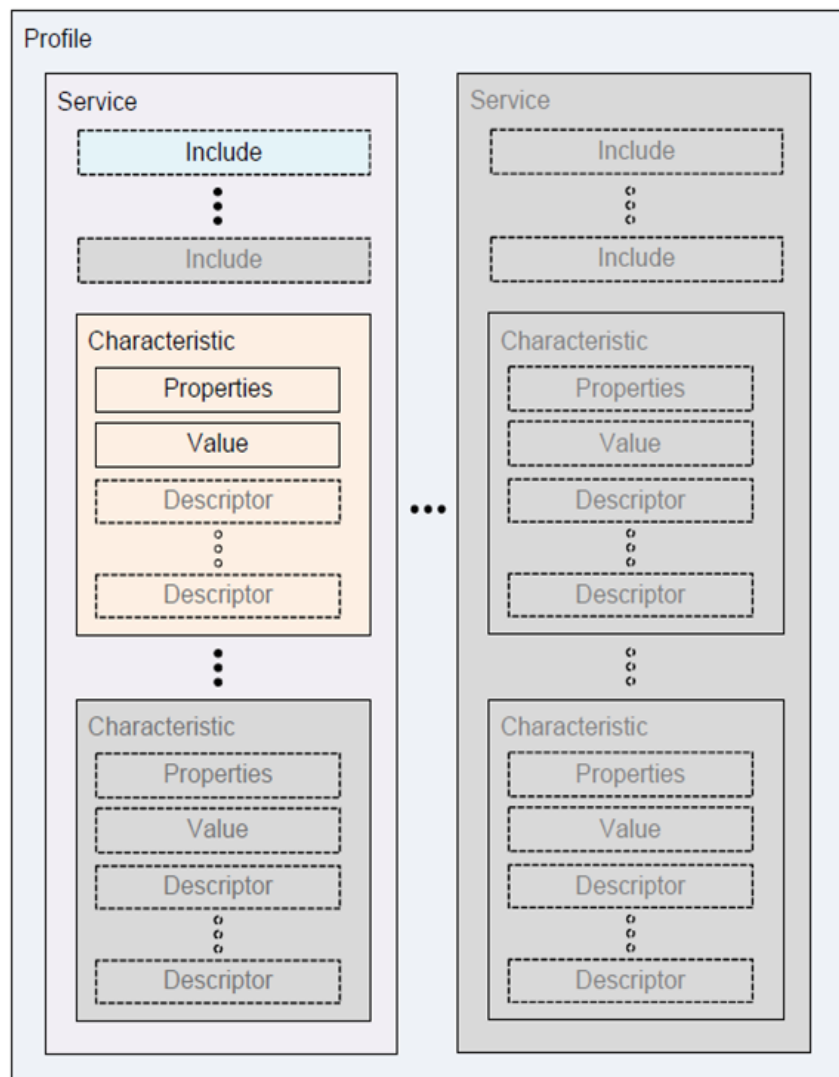 Profile
Service
Include
Include
Characteristic
Properties
Value
Descriptor
Descriptor
Characteristic
Properties
Value
Descriptor
Descriptor
Service
Include
Include
Characteristic
Properties
Value
Descriptor
Descriptor
Characteristic
Properties
Value
Descriptor
Descriptor